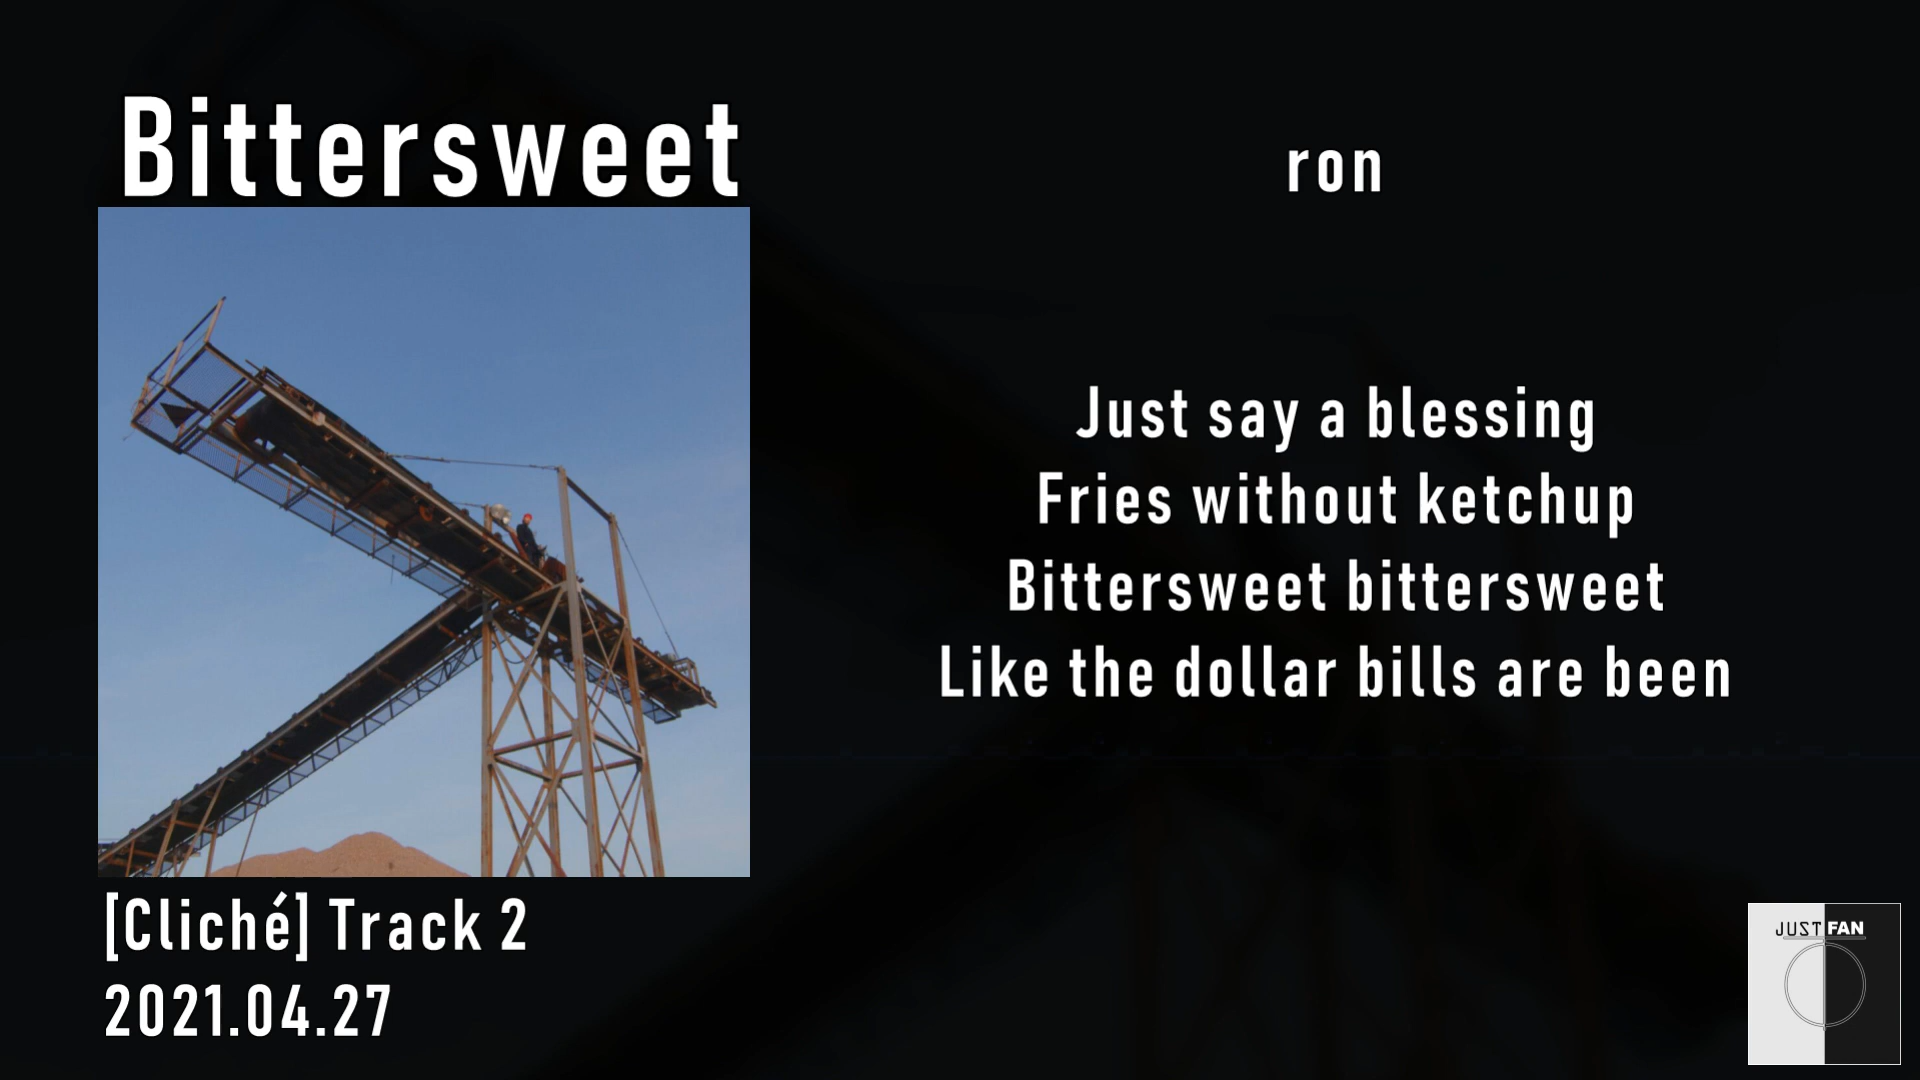 Bittersweet
[Cliché] Track 2
2021.04.27
ron
Just say a blessing
Fries without ketchup
Bittersweet bittersweet
Like the dollar bills are been
JUST FAN